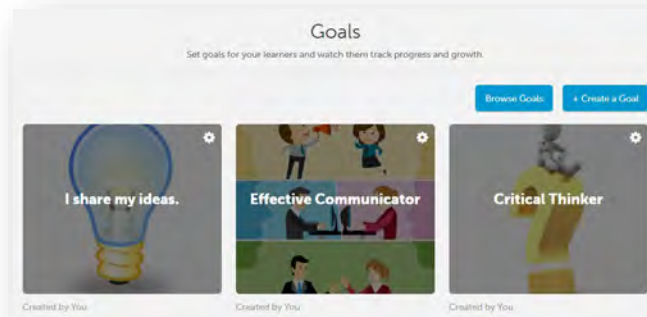 Goals
Set goals for your learners and watch them track progress and growth.
Browse Goals
+ Create a Goal
I share my ideas.
Effective Communicator
Critical Thinker
Created by You
Created by You
Created by You